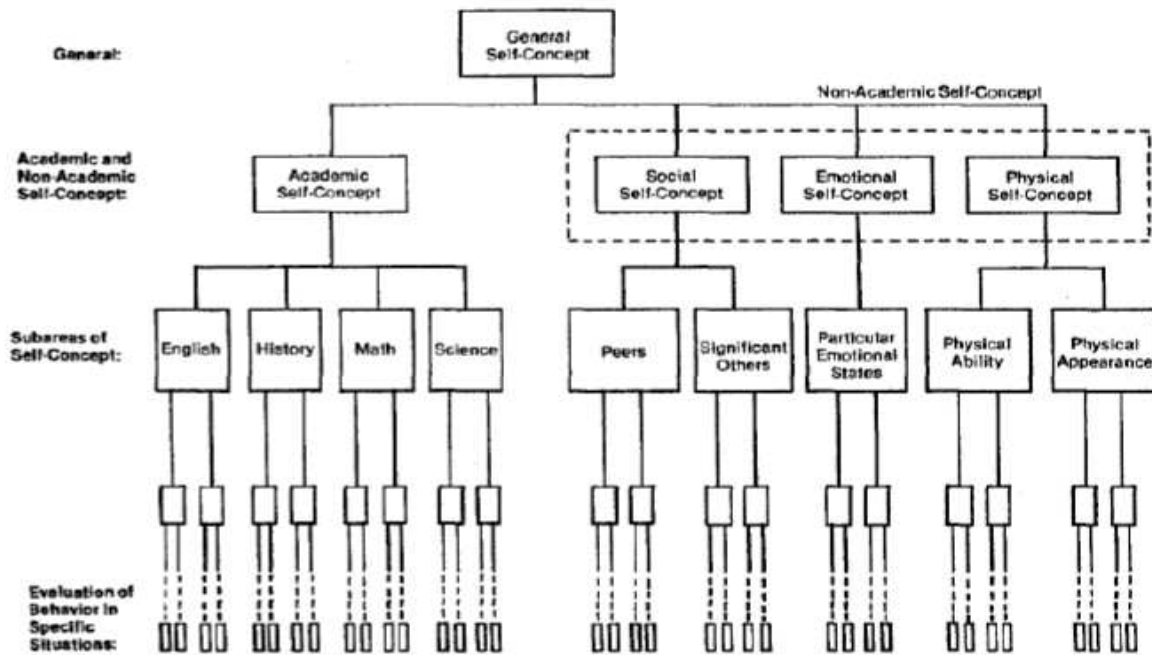 General:
General
Self-Concept
Non-Academic Self-Concept
Academic and
Non-Academic
Self-Concept:
Academic
Self-Concept
Social
Self-Concept
Emotional
Self-Concept
Physical
Self-Concept
Subareas of
Self-Concept:
English
History
Math
Science
Peers
Significant
Others
Particular
Emotional
States
Physical
Ability
Physical
Appearance
Evaluation of
Behavior in
Specific
Situations: